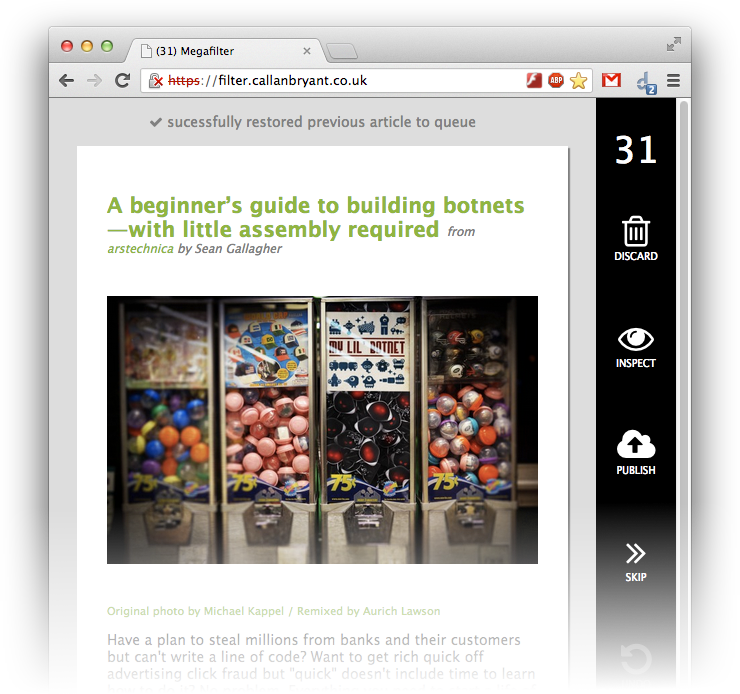 (31) Megafilter
https://filter.callanbryant.co.uk
ABP
2
sucessfully restored previous article to queue
31
A beginner's guide to building botnets
—with little assembly required from
arstechnica by Sean Gallagher
DISCARD
INSPECT
PUBLISH
SKIP
MY LIL' BOTNET
75¢
75¢
75¢
75¢
Original photo by Michael Kappel / Remixed by Aurich Lawson
Have a plan to steal millions from banks and their customers
but can't write a line of code? Want to get rich quick off
advertising click fraud but "quick" doesn't include time to learn